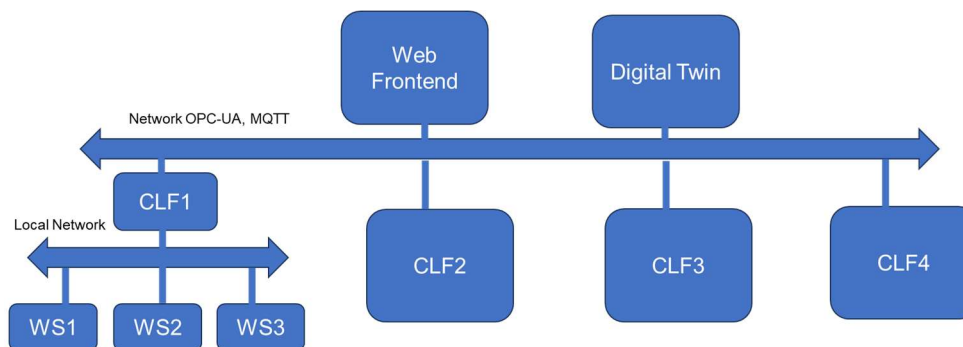 Web
Frontend
Digital Twin
Network OPC-UA, MQTT
CLF1
Local Network
CLF2
CLF3
CLF4
WS1
WS2
WS3